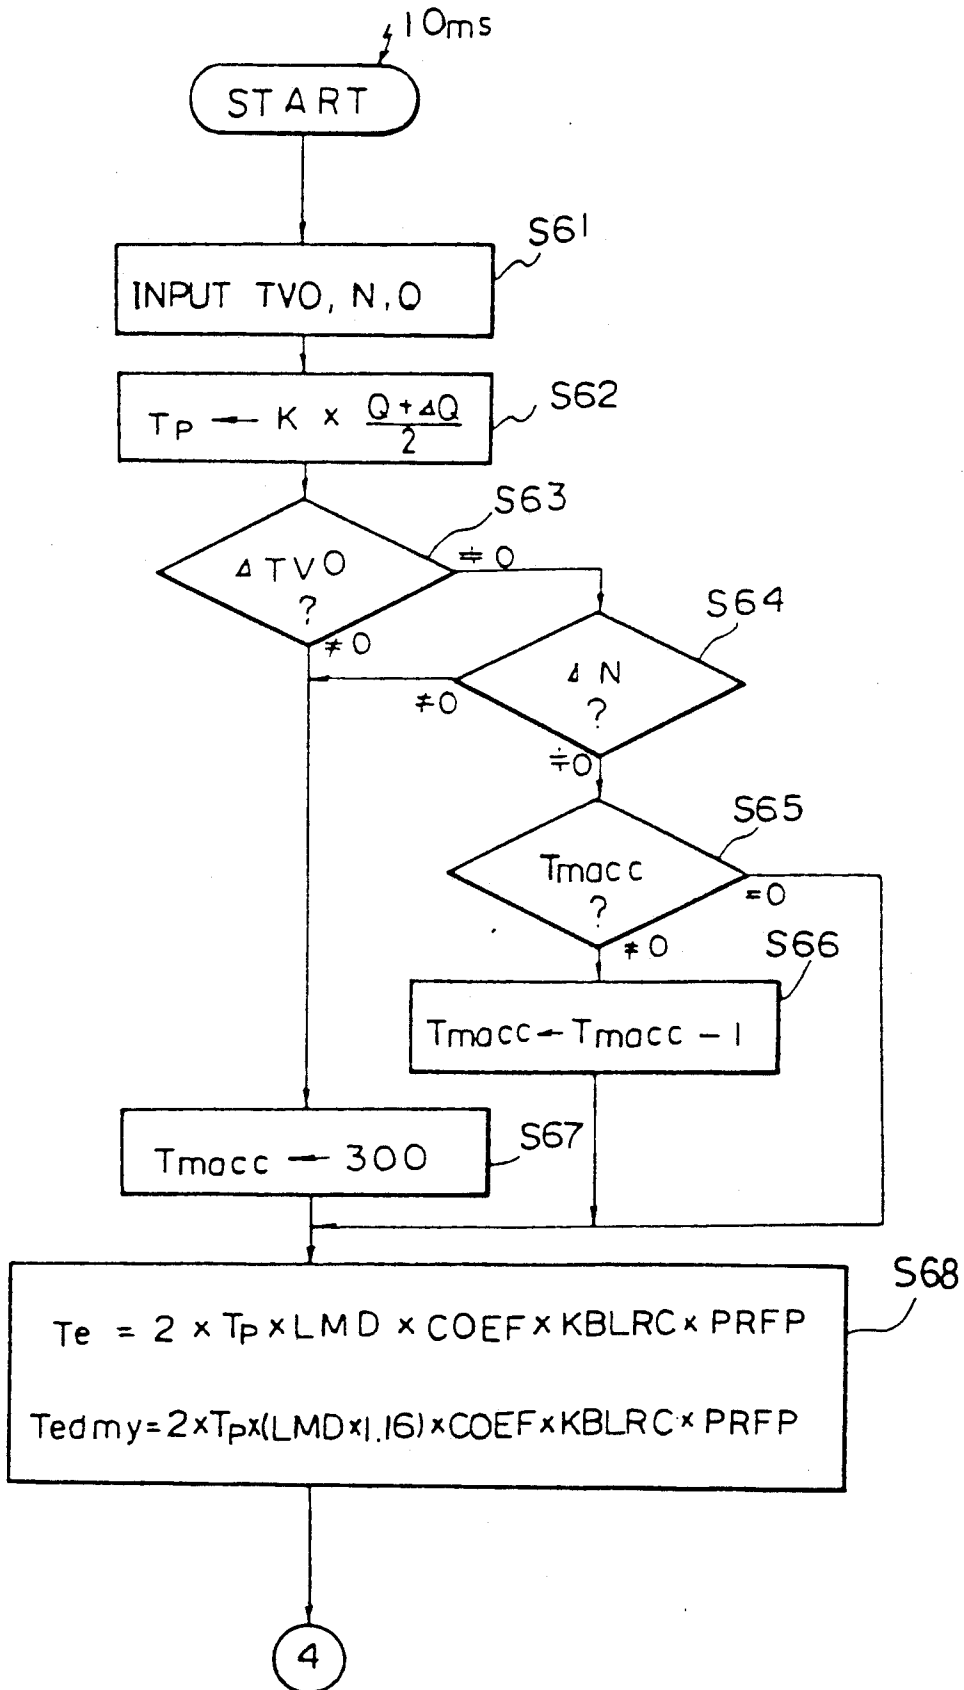 10ms
START
S61
INPUT TVO, N, Q
S62
TP ← K × (Q + ΔQ)/2
S63
ΔTVO
?
≒0
≠0
S64
ΔN
?
≠0
≒0
S65
Tmacc
?
=0
≠0
S66
Tmacc ← Tmacc − 1
S67
Tmacc ← 300
S68
Te = 2 × Tp × LMD × COEF × KBLRC × PRFP
Tedmy=2×Tp×(LMD×1.16)×COEF×KBLRC×PRFP
4